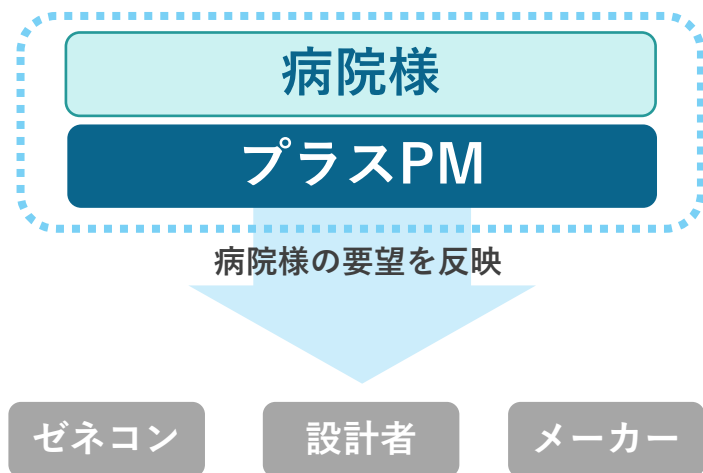 病院様
プラスPM
病院様の要望を反映
ゼネコン
設計者
メーカー